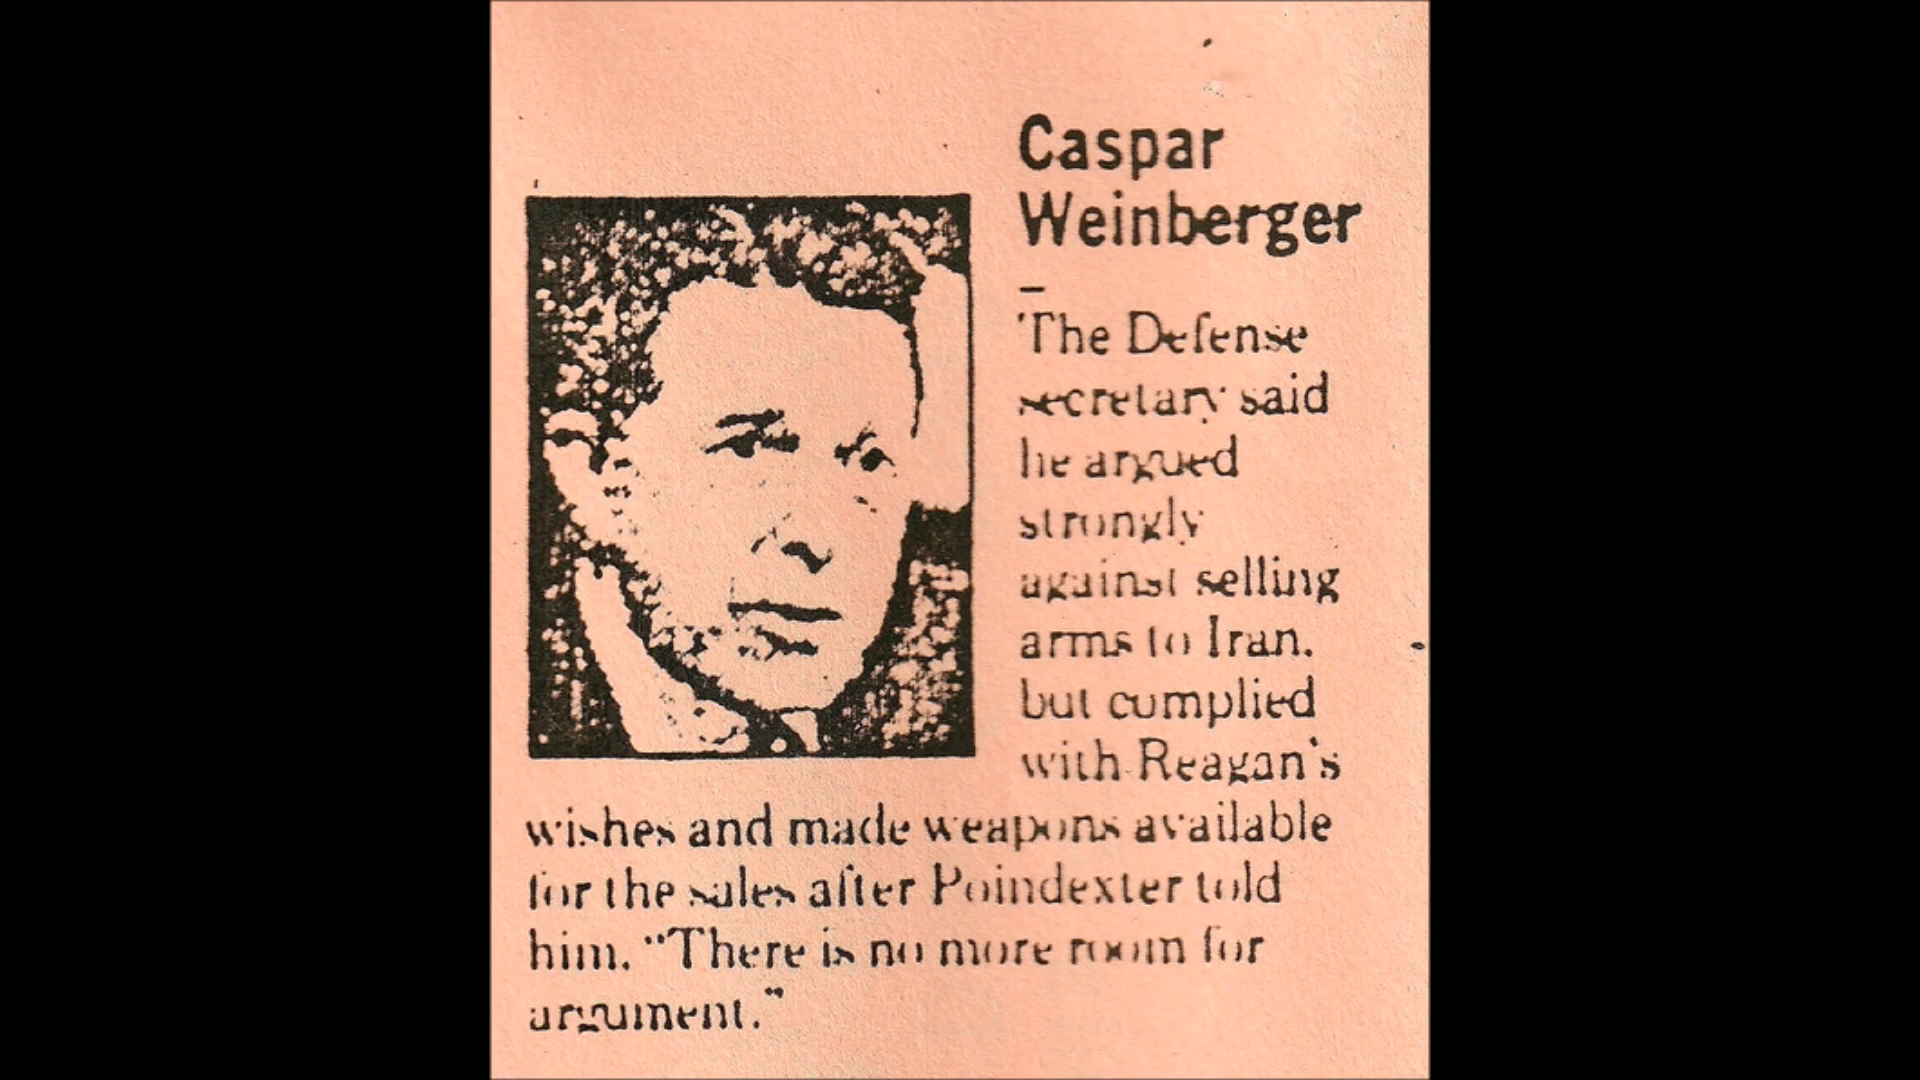 Caspar
Weinberger
–
The Defense
secretary said
he argued
strongly
against selling
arms to Iran.
but complied
with Reagan's
wishes and made weapons available
for the sales after Poindexter told
him. "There is no more room for
argument."